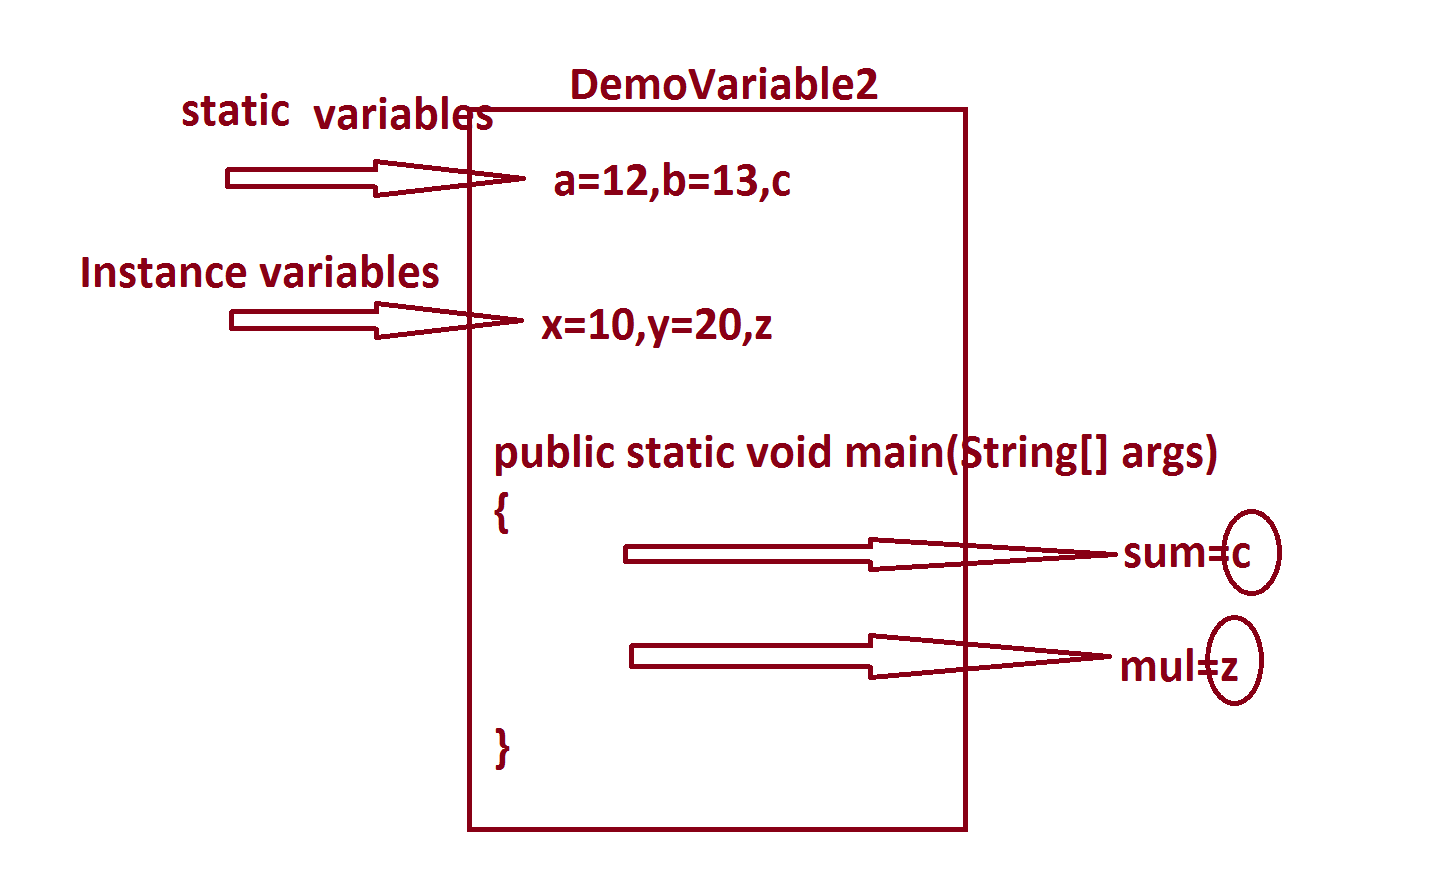 DemoVariable2
static variables
a=12,b=13,c
Instance variables
x=10,y=20,z
public static void main(String[] args)
{
sum=c
mul=z
}